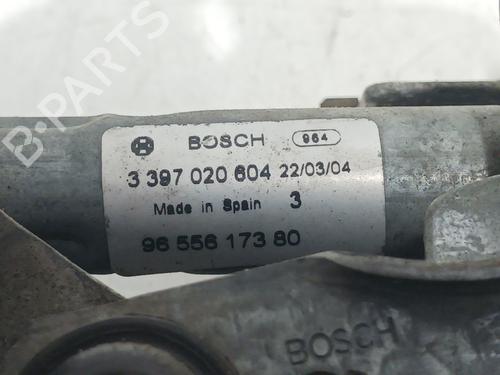 BOSCH 964
3 397 020 604 22/03/04
Made in Spain 3
96 556 173 80
BOSCH
B-PARTS